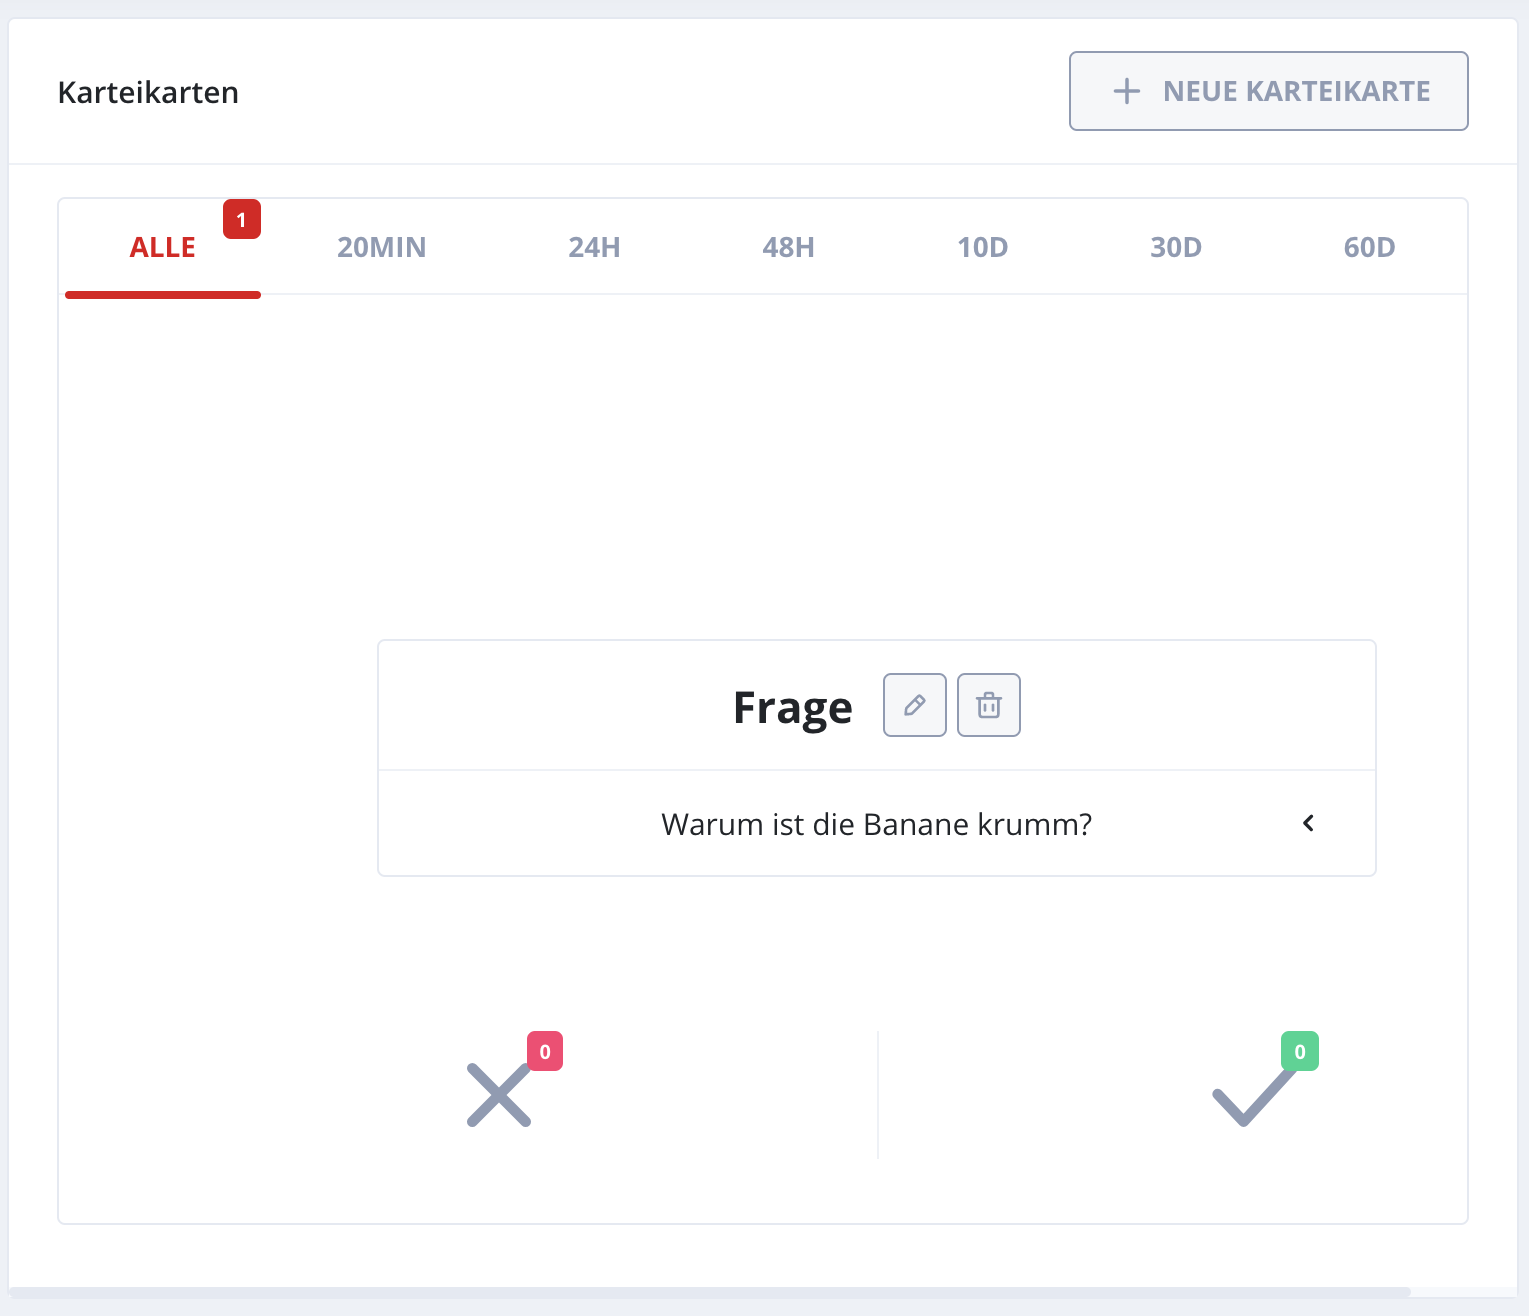 Karteikarten
NEUE KARTEIKARTE
1
ALLE 20MIN 24H 48H 10D 30D 60D
Frage
Warum ist die Banane krumm?
0 0